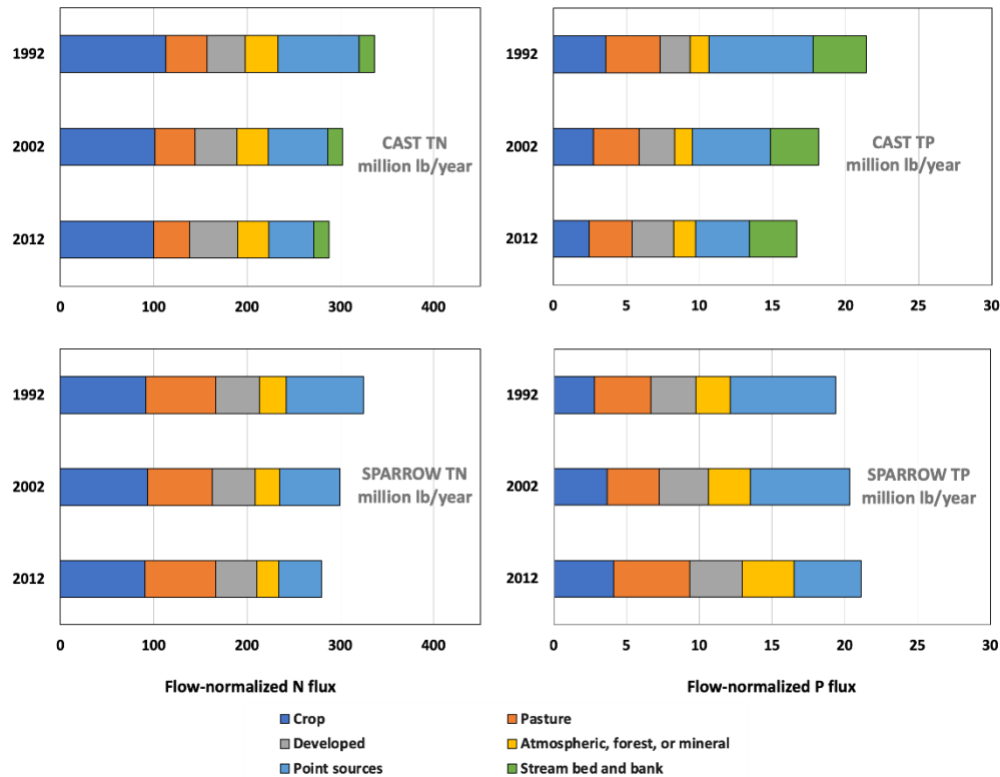 1992
2002
2012
CAST TN
million lb/year
0 100 200 300 400
1992
2002
2012
CAST TP
million lb/year
0 5 10 15 20 25 30
1992
2002
2012
SPARROW TN
million lb/year
0 100 200 300 400
Flow-normalized N flux
1992
2002
2012
SPARROW TP
million lb/year
0 5 10 15 20 25 30
Flow-normalized P flux
Crop
Pasture
Developed
Atmospheric, forest, or mineral
Point sources
Stream bed and bank